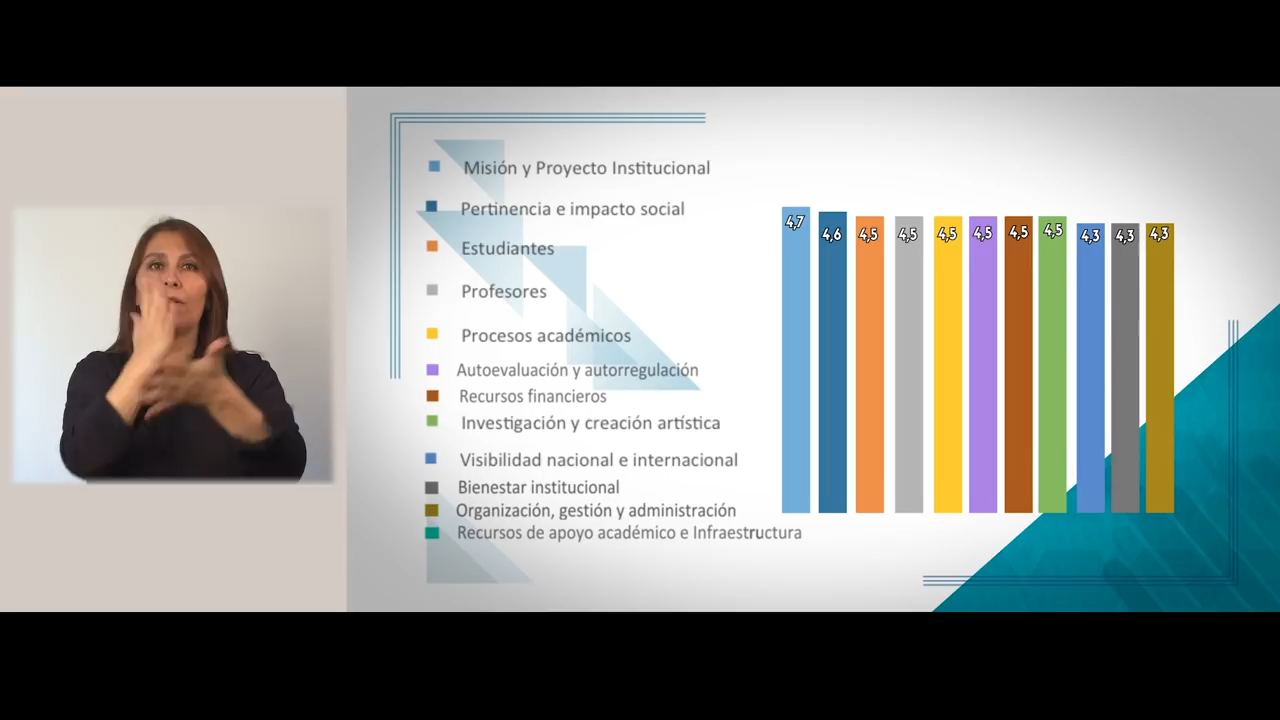 Misión y Proyecto Institucional
Pertinencia e impacto social
Estudiantes
Profesores
Procesos académicos
Autoevaluación y autorregulación
Recursos financieros
Investigación y creación artística
Visibilidad nacional e internacional
Bienestar institucional
Organización, gestión y administración
Recursos de apoyo académico e Infraestructura
4,7
4,6
4,5
4,5
4,5
4,5
4,5
4,5
4,3
4,3
4,3